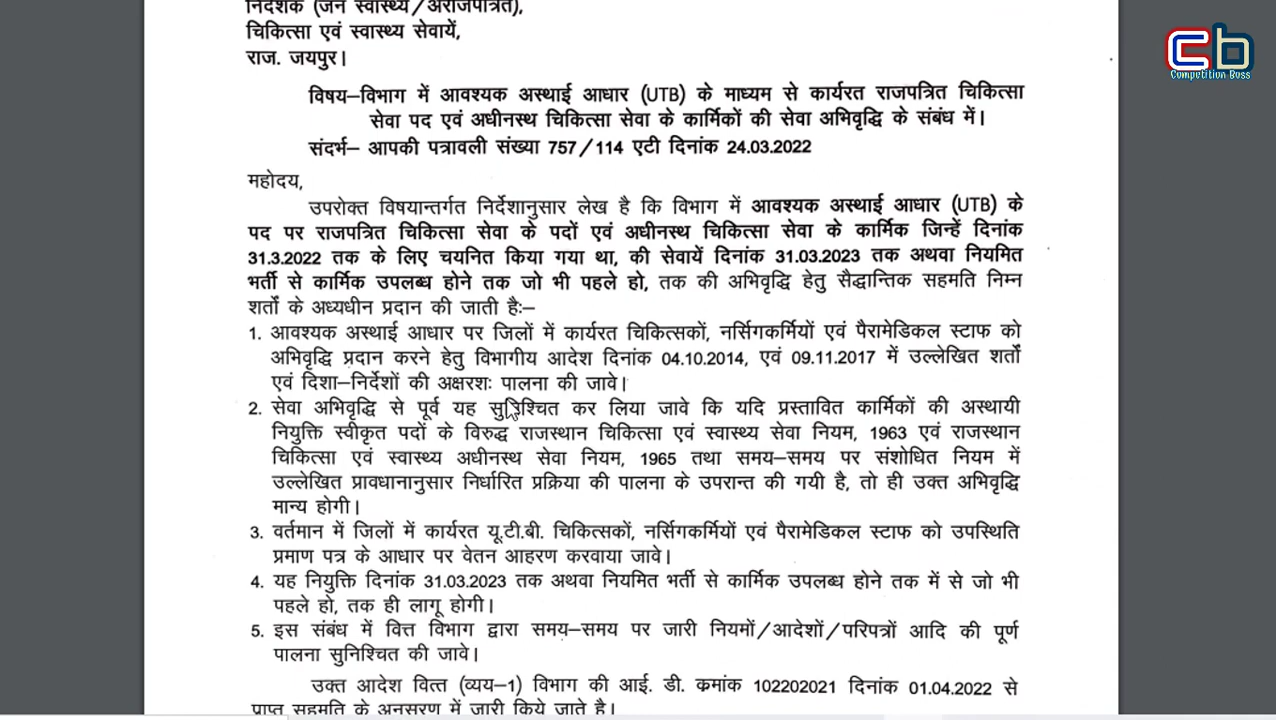 निदेशक (जन स्वास्थ्य/अराजपत्रित),
चिकित्सा एवं स्वास्थ्य सेवायें,
राज. जयपुर।
Cb
Competition Boss
विषय–विभाग में आवश्यक अस्थाई आधार (UTB) के माध्यम से कार्यरत राजपत्रित चिकित्सा
सेवा पद एवं अधीनस्थ चिकित्सा सेवा के कार्मिकों की सेवा अभिवृद्धि के संबंध में।
संदर्भ– आपकी पत्रावली संख्या 757/114 एटी दिनांक 24.03.2022
महोदय,
उपरोक्त विषयान्तर्गत निर्देशानुसार लेख है कि विभाग में आवश्यक अस्थाई आधार (UTB) के
पद पर राजपत्रित चिकित्सा सेवा के पदों एवं अधीनस्थ चिकित्सा सेवा के कार्मिक जिन्हें दिनांक
31.3.2022 तक के लिए चयनित किया गया था, की सेवायें दिनांक 31.03.2023 तक अथवा नियमित
भर्ती से कार्मिक उपलब्ध होने तक जो भी पहले हो, तक की अभिवृद्धि हेतु सैद्धान्तिक सहमति निम्न
शर्तों के अध्यधीन प्रदान की जाती है:–
1. आवश्यक अस्थाई आधार पर जिलों में कार्यरत चिकित्सकों, नर्सिगकर्मियों एवं पैरामेडिकल स्टाफ को
अभिवृद्धि प्रदान करने हेतु विभागीय आदेश दिनांक 04.10.2014, एवं 09.11.2017 में उल्लेखित शर्तों
एवं दिशा–निर्देशों की अक्षरशः पालना की जावे।
2. सेवा अभिवृद्धि से पूर्व यह सुनिश्चित कर लिया जावे कि यदि प्रस्तावित कार्मिकों की अस्थायी
नियुक्ति स्वीकृत पदों के विरुद्ध राजस्थान चिकित्सा एवं स्वास्थ्य सेवा नियम, 1963 एवं राजस्थान
चिकित्सा एवं स्वास्थ्य अधीनस्थ सेवा नियम, 1965 तथा समय–समय पर संशोधित नियम में
उल्लेखित प्रावधानानुसार निर्धारित प्रक्रिया की पालना के उपरान्त की गयी है, तो ही उक्त अभिवृद्धि
मान्य होगी।
3. वर्तमान में जिलों में कार्यरत यू.टी.बी. चिकित्सकों, नर्सिगकर्मियों एवं पैरामेडिकल स्टाफ को उपस्थिति
प्रमाण पत्र के आधार पर वेतन आहरण करवाया जावे।
4. यह नियुक्ति दिनांक 31.03.2023 तक अथवा नियमित भर्ती से कार्मिक उपलब्ध होने तक में से जो भी
पहले हो, तक ही लागू होगी।
5. इस संबंध में वित्त विभाग द्वारा समय–समय पर जारी नियमों/आदेशों/परिपत्रों आदि की पूर्ण
पालना सुनिश्चित की जावे।
उक्त आदेश वित्त (व्यय–1) विभाग की आई. डी. क्रमांक 102202021 दिनांक 01.04.2022 से
प्राप्त सहमति के अनुसरण में जारी किये जाते है।